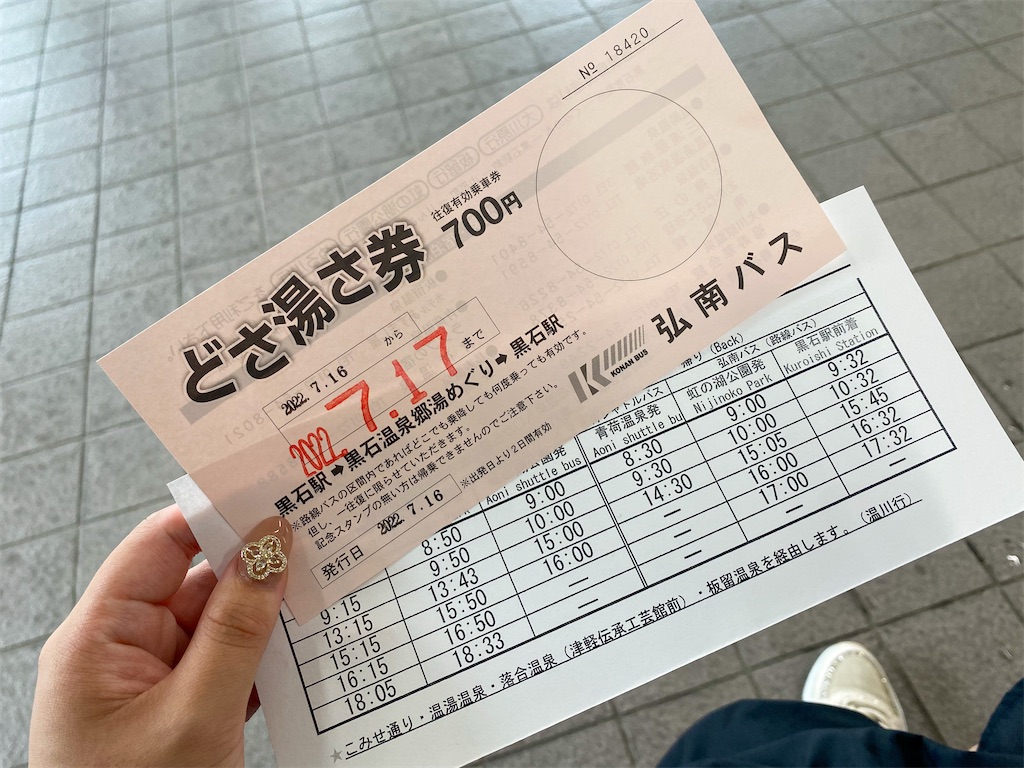 No 18420
どさ湯さ券
往復有効乗車券
700円
2022.7.16 から
2022.7.17 まで
黒石駅➡黒石温泉郷湯めぐり➡黒石駅
※路線バスの区間内であればどこでも乗降しても何度乗っても有効です。
但し、一往復に限らせていただきます。
記念スタンプの無い方は帰乗できませんのでご注意下さい。
発行日 2022.7.16 ※出発日より2日間有効
KONAN BUS
弘南バス
帰り (Back)
シャトルバス 弘南バス (路線バス)
Aoni shuttle bus 青荷温泉発 虹の湖公園発 黒石駅前着
Aoni shuttle bu Nijinoko Park Kuroishi Station
8:50 9:00 8:30 9:00 9:32
9:15 9:50 10:00 9:30 10:00 10:32
13:15 13:43 15:00 14:30 15:05 15:45
15:15 15:50 16:00 — 16:00 16:32
16:15 16:50 — — 17:00 17:32
18:05 18:33 — — — —
★こみせ通り・温湯温泉・落合温泉(津軽伝承工芸館前)・板留温泉を経由します。(温川行)